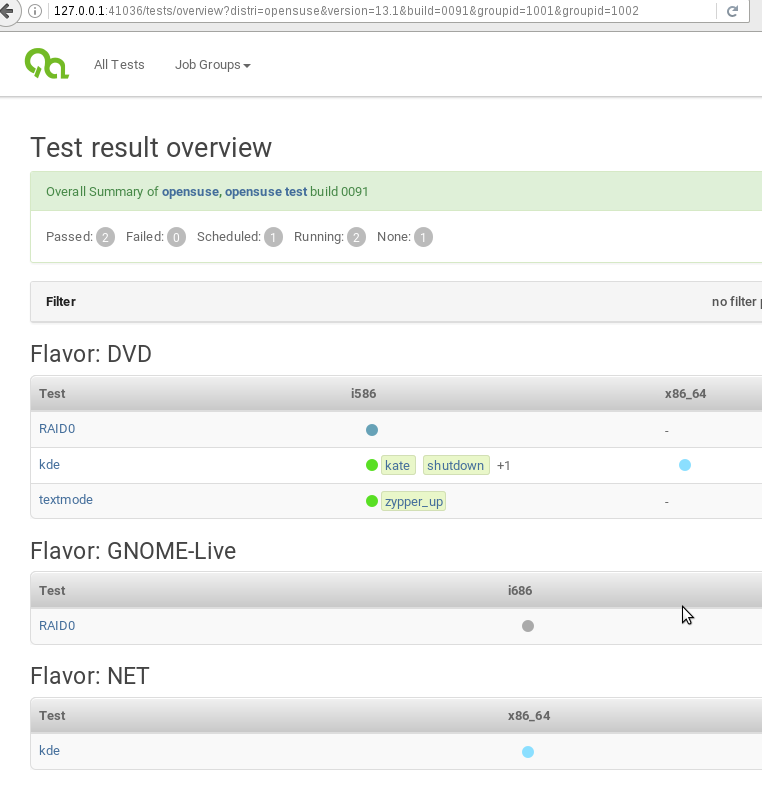 127.0.0.1:41036/tests/overview?distri=opensuse&version=13.1&build=0091&groupid=1001&groupid=1002
All Tests Job Groups
Test result overview
Overall Summary of opensuse, opensuse test build 0091
Passed: 2 Failed: 0 Scheduled: 1 Running: 2 None: 1
Filter no filter
Flavor: DVD
Test i586 x86_64
RAID0 -
kde kate shutdown +1
textmode zypper_up -
Flavor: GNOME-Live
Test i686
RAID0
Flavor: NET
Test x86_64
kde